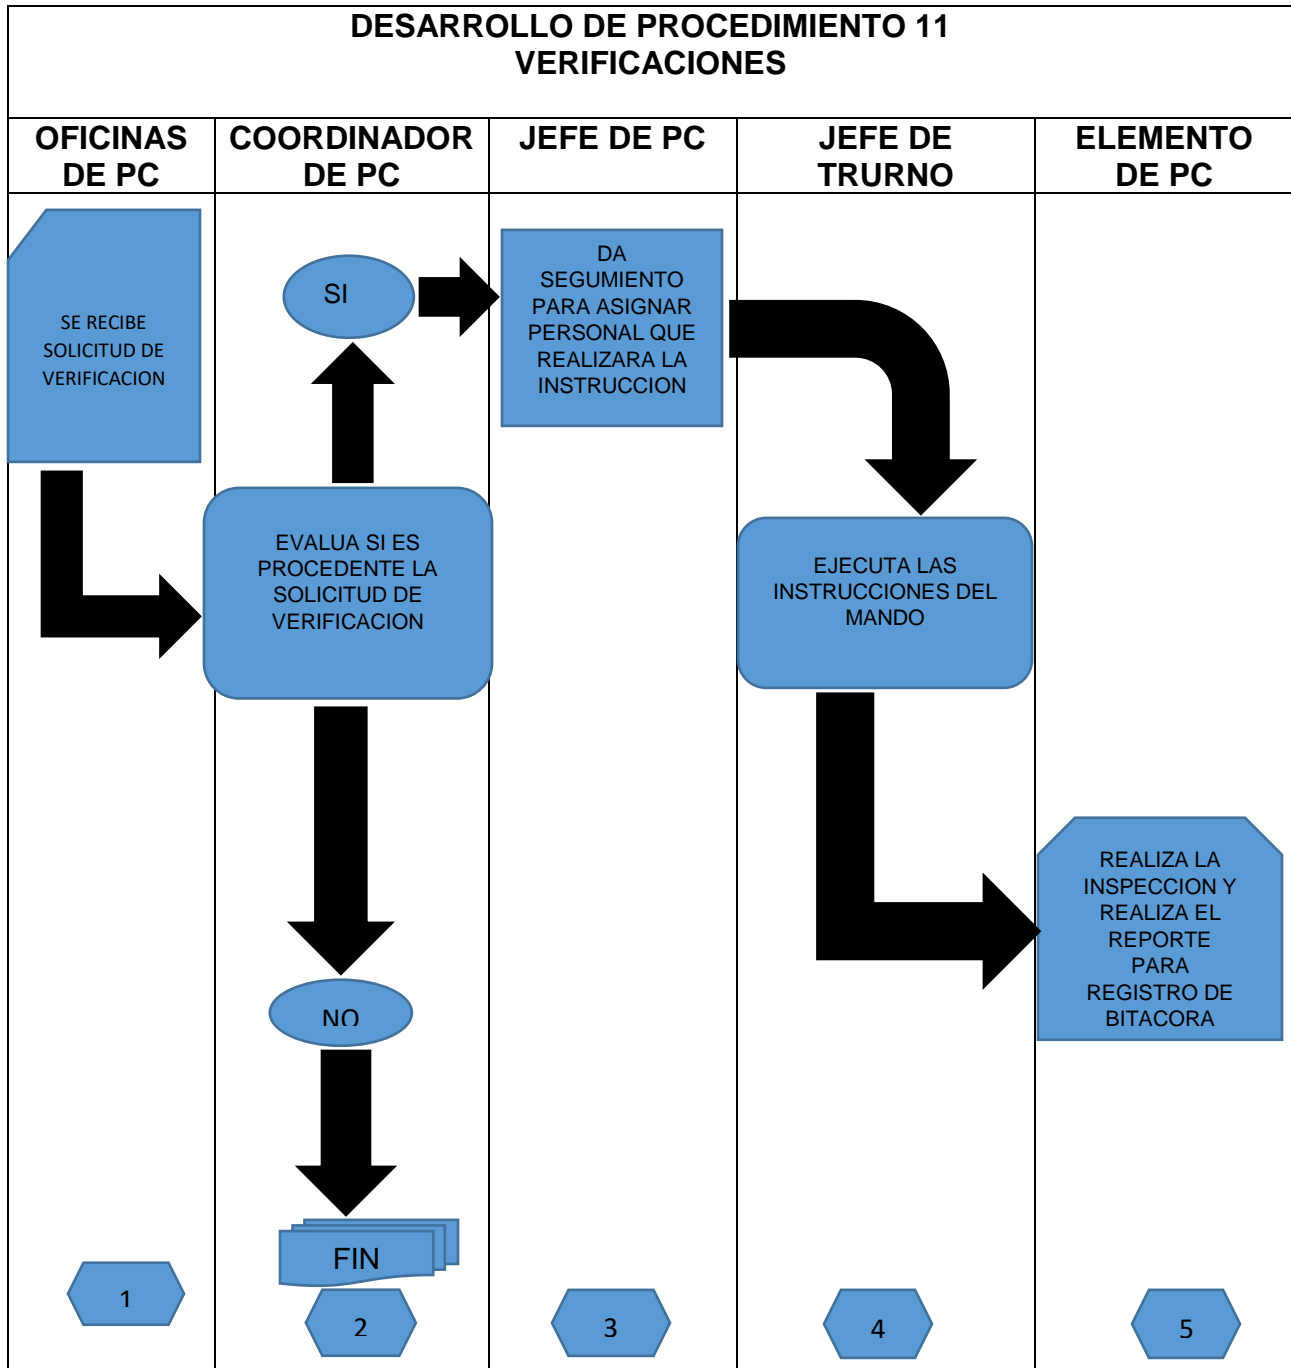 DESARROLLO DE PROCEDIMIENTO 11
VERIFICACIONES
OFICINAS
DE PC
COORDINADOR
DE PC
JEFE DE PC
JEFE DE
TRURNO
ELEMENTO
DE PC
SE RECIBE
SOLICITUD DE
VERIFICACION
SI
DA
SEGUMIENTO
PARA ASIGNAR
PERSONAL QUE
REALIZARA LA
INSTRUCCION
EVALUA SI ES
PROCEDENTE LA
SOLICITUD DE
VERIFICACION
EJECUTA LAS
INSTRUCCIONES DEL
MANDO
REALIZA LA
INSPECCION Y
REALIZA EL
REPORTE
PARA
REGISTRO DE
BITACORA
NO
FIN
1
2
3
4
5